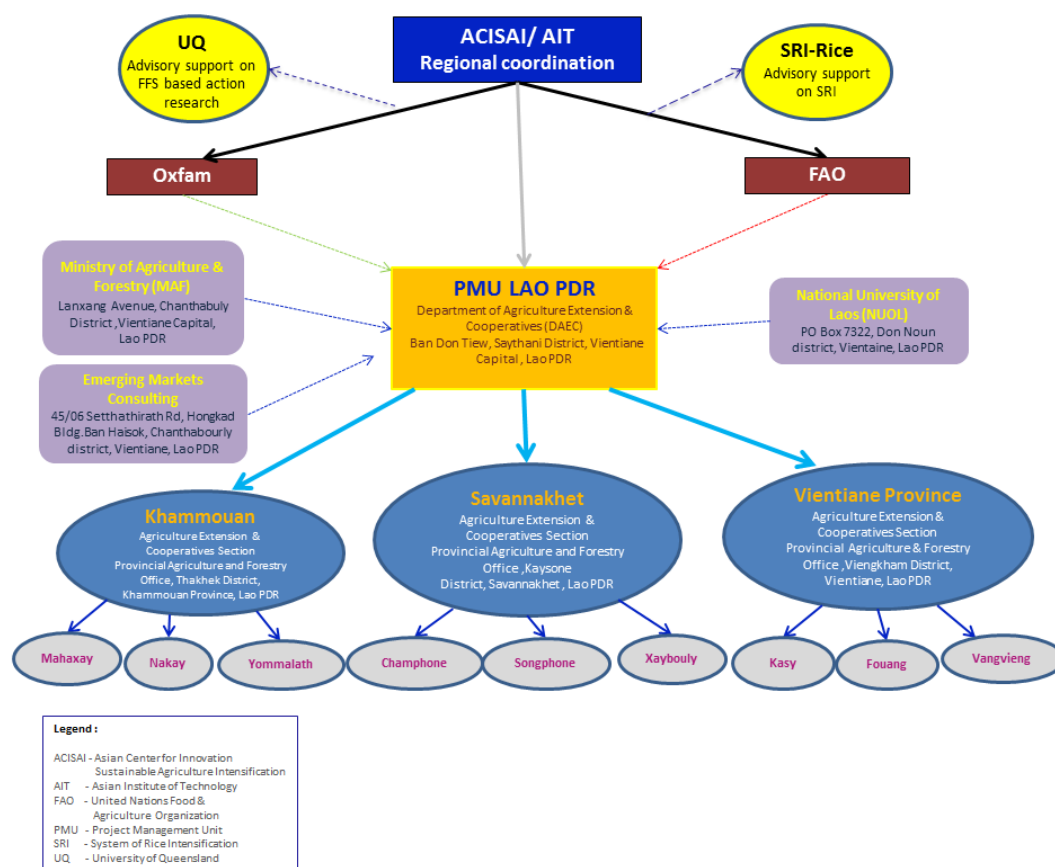 UQ
Advisory support on
FFS based action
research
ACISAI/ AIT
Regional coordination
SRI-Rice
Advisory support
on SRI
Oxfam
FAO
Ministry of Agriculture &
Forestry (MAF)
Lanxang Avenue, Chanthabuly
District ,Vientiane Capital,
Lao PDR
PMU LAO PDR
Department of Agriculture Extension &
Cooperatives (DAEC)
Ban Don Tiew, Saythani District, Vientiane
Capital , Lao PDR
National University of
Laos (NUOL)
PO Box 7322, Don Noun
district, Vientaine, Lao PDR
Emerging Markets
Consulting
45/06 Setthathirath Rd, Hongkad
Bldg.Ban Haisok, Chanthabourly
district, Vientiane, Lao PDR
Khammouan
Agriculture Extension &
Cooperatives Section
Provincial Agriculture and Forestry
Office, Thakhek District,
Khammouan Province, Lao PDR
Savannakhet
Agriculture Extension &
Cooperatives Section
Provincial Agriculture and Forestry
Office ,Kaysone
District, Savannakhet , Lao PDR
Vientiane Province
Agriculture Extension &
Cooperatives Section
Provincial Agriculture & Forestry
Office ,Viengkham District,
Vientiane, Lao PDR
Mahaxay
Nakay
Yommalath
Champhone
Songphone
Xaybouly
Kasy
Fouang
Vangvieng
Legend :
ACISAI - Asian Center for Innovation
Sustainable Agriculture Intensification
AIT - Asian Institute of Technology
FAO - United Nations Food &
Agriculture Organization
PMU - Project Management Unit
SRI - System of Rice Intensification
UQ - University of Queensland